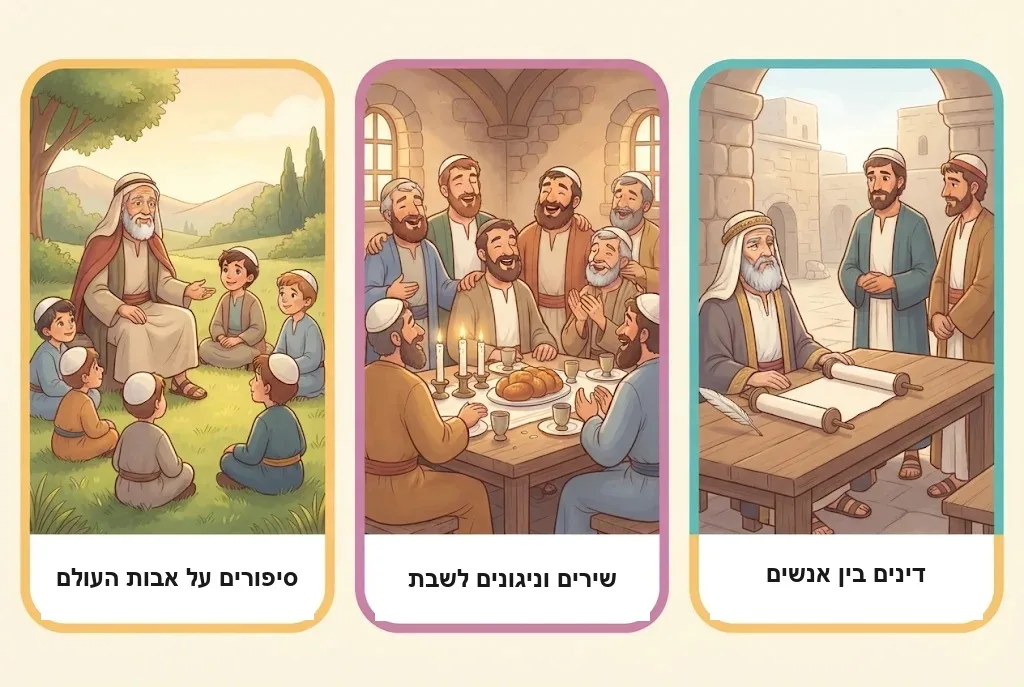 דינים בין אנשים
שירים וניגונים לשבת
סיפורים על אבות העולם